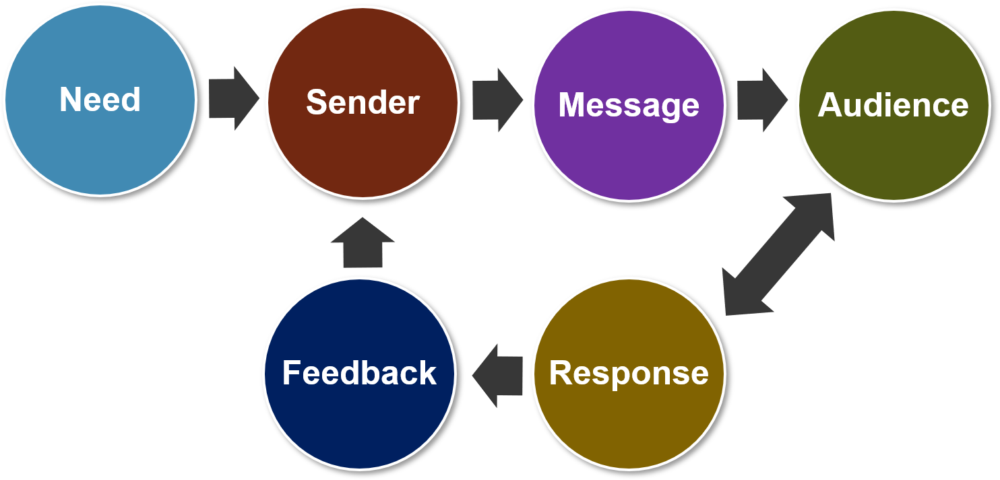 Need
Sender
Message
Audience
Feedback
Response